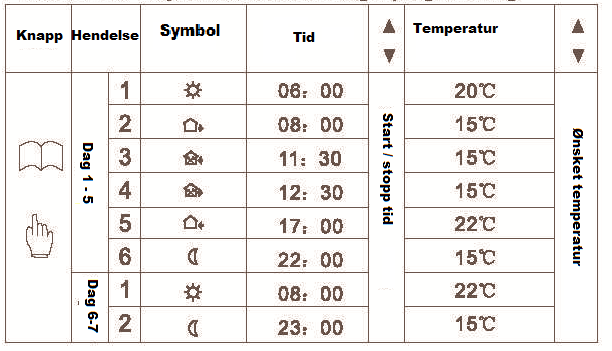 Knapp Hendelse Symbol Tid Temperatur
Dag 1 - 5
1 06: 00 20℃
2 08: 00 15℃
3 11: 30 15℃
4 12: 30 15℃
5 17: 00 22℃
6 22: 00 15℃
Dag 6-7
1 08: 00 22℃
2 23: 00 15℃
Start / stopp tid
Ønsket temperatur